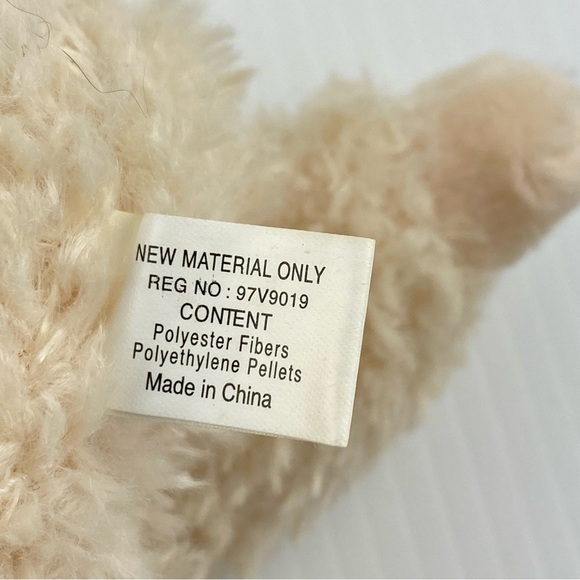 NEW MATERIAL ONLY
REG NO : 97V9019
CONTENT
Polyester Fibers
Polyethylene Pellets
Made in China